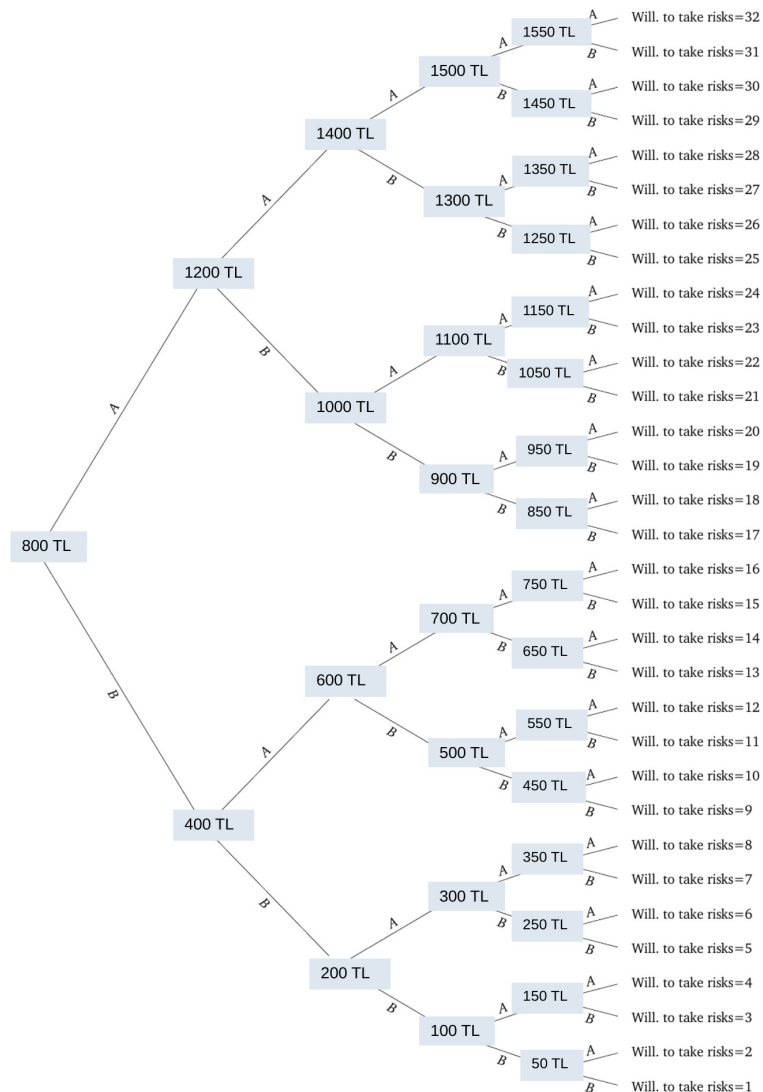 A
Will. to take risks=32
1550 TL
A
B
Will. to take risks=31
1500 TL
A
B
A
Will. to take risks=30
1450 TL
B
Will. to take risks=29
1400 TL
A
B
A
Will. to take risks=28
1350 TL
A
B
Will. to take risks=27
1300 TL
B
A
Will. to take risks=26
1250 TL
B
Will. to take risks=25
1200 TL
A
B
A
Will. to take risks=24
1150 TL
A
B
Will. to take risks=23
1100 TL
A
B
A
Will. to take risks=22
1050 TL
B
Will. to take risks=21
1000 TL
B
A
Will. to take risks=20
950 TL
A
B
Will. to take risks=19
900 TL
B
A
Will. to take risks=18
850 TL
B
Will. to take risks=17
800 TL
A
B
A
Will. to take risks=16
750 TL
A
B
Will. to take risks=15
700 TL
A
B
A
Will. to take risks=14
650 TL
B
Will. to take risks=13
600 TL
A
B
A
Will. to take risks=12
550 TL
A
B
Will. to take risks=11
500 TL
B
A
Will. to take risks=10
450 TL
B
Will. to take risks=9
400 TL
B
A
Will. to take risks=8
350 TL
A
B
Will. to take risks=7
300 TL
A
B
A
Will. to take risks=6
250 TL
B
Will. to take risks=5
200 TL
B
A
Will. to take risks=4
150 TL
A
B
Will. to take risks=3
100 TL
B
A
Will. to take risks=2
50 TL
B
Will. to take risks=1